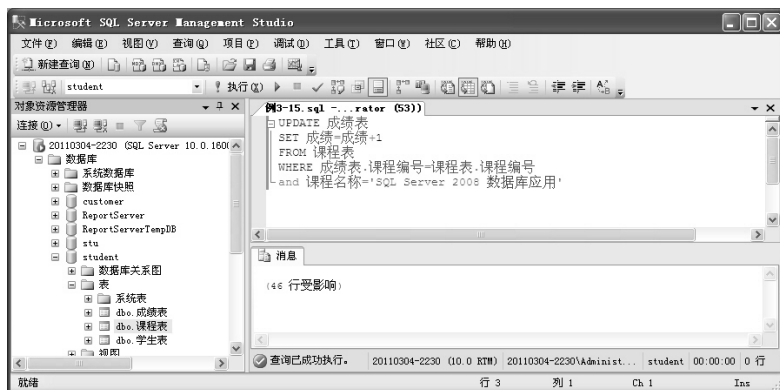 Microsoft SQL Server Management Studio
文件(F) 编辑(E) 视图(V) 查询(Q) 项目(P) 调试(D) 工具(T) 窗口(W) 社区(C) 帮助(H)
新建查询(N)
student 执行(X)
对象资源管理器
连接(O)
20110304-2230 (SQL Server 10.0.1600
数据库
系统数据库
数据库快照
customer
ReportServer
ReportServerTempDB
stu
student
数据库关系图
表
系统表
dbo.成绩表
dbo.课程表
dbo.学生表
视图
例3-15.sql -...rator (53))
UPDATE 成绩表
SET 成绩=成绩+1
FROM 课程表
WHERE 成绩表.课程编号=课程表.课程编号
and 课程名称='SQL Server 2008 数据库应用'
消息
(46 行受影响)
查询已成功执行。 20110304-2230 (10.0 RTM) 20110304-2230\Administ... student 00:00:00 0 行
就绪 行 3 列 1 Ch 1 Ins